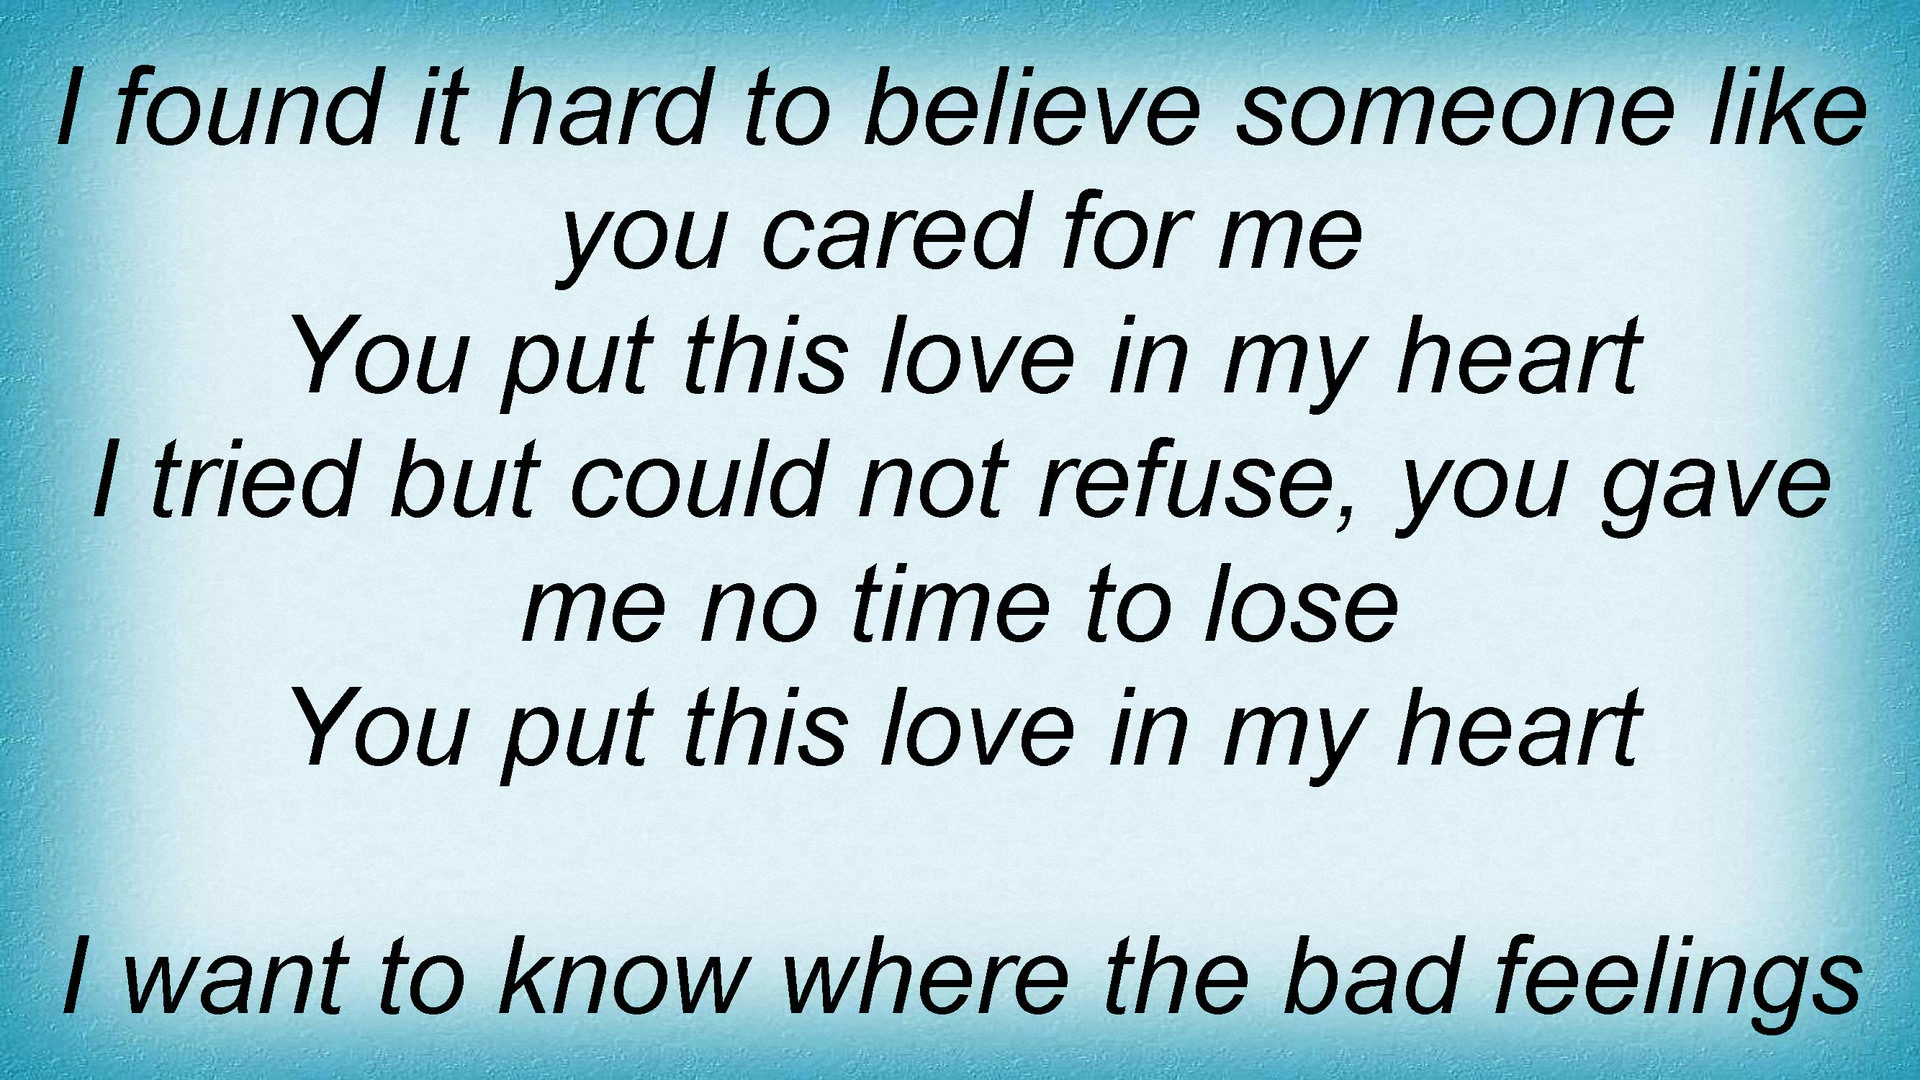 I found it hard to believe someone like
you cared for me
You put this love in my heart
I tried but could not refuse, you gave
me no time to lose
You put this love in my heart
I want to know where the bad feelings